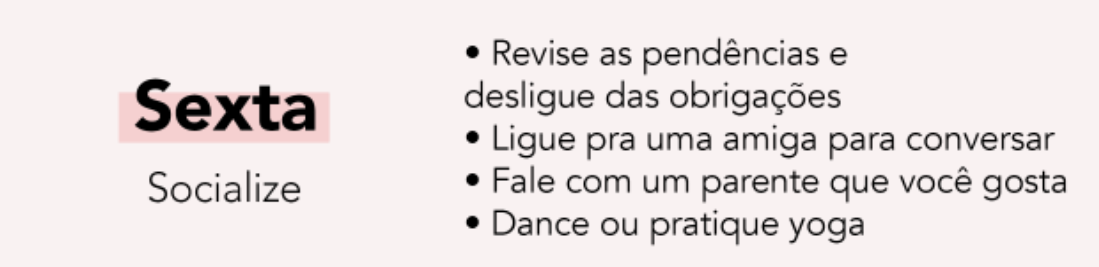 Sexta
Socialize
• Revise as pendências e
desligue das obrigações
• Ligue pra uma amiga para conversar
• Fale com um parente que você gosta
• Dance ou pratique yoga